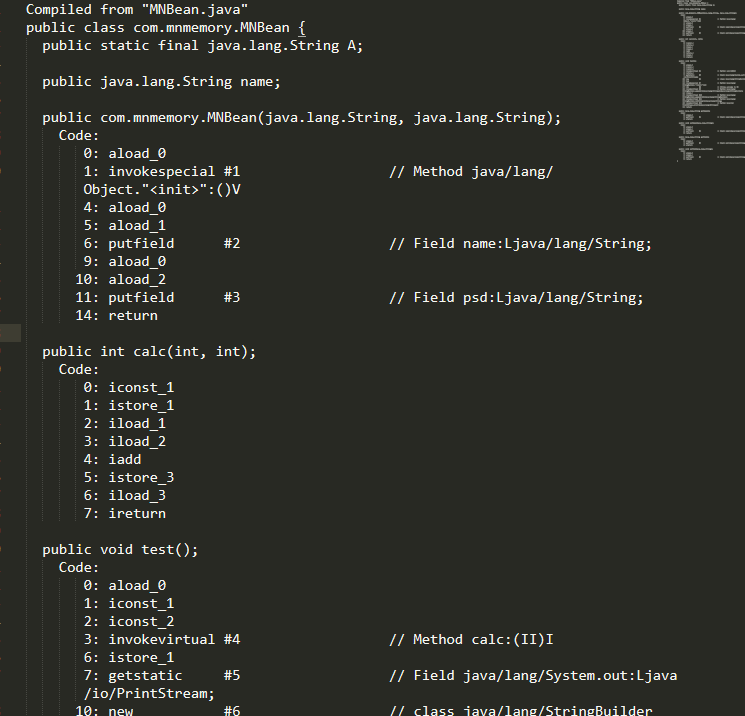 Compiled from "MNBean.java"
public class com.mnmemory.MNBean {
public static final java.lang.String A;
public java.lang.String name;
public com.mnmemory.MNBean(java.lang.String, java.lang.String);
Code:
0: aload_0
1: invokespecial #1 // Method java/lang/
Object."<init>":()V
4: aload_0
5: aload_1
6: putfield #2 // Field name:Ljava/lang/String;
9: aload_0
10: aload_2
11: putfield #3 // Field psd:Ljava/lang/String;
14: return
public int calc(int, int);
Code:
0: iconst_1
1: istore_1
2: iload_1
3: iload_2
4: iadd
5: istore_3
6: iload_3
7: ireturn
public void test();
Code:
0: aload_0
1: iconst_1
2: iconst_2
3: invokevirtual #4 // Method calc:(II)I
6: istore_1
7: getstatic #5 // Field java/lang/System.out:Ljava
/io/PrintStream;
10: new #6 // class java/lang/StringBuilder